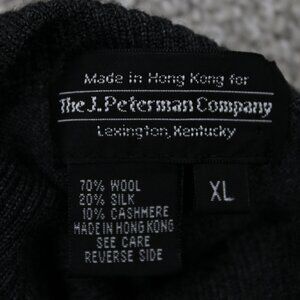 Made in Hong Kong for
The J. Peterman Company
Lexington, Kentucky
70% WOOL
20% SILK
10% CASHMERE
MADE IN HONG KONG
SEE CARE
REVERSE SIDE
XL